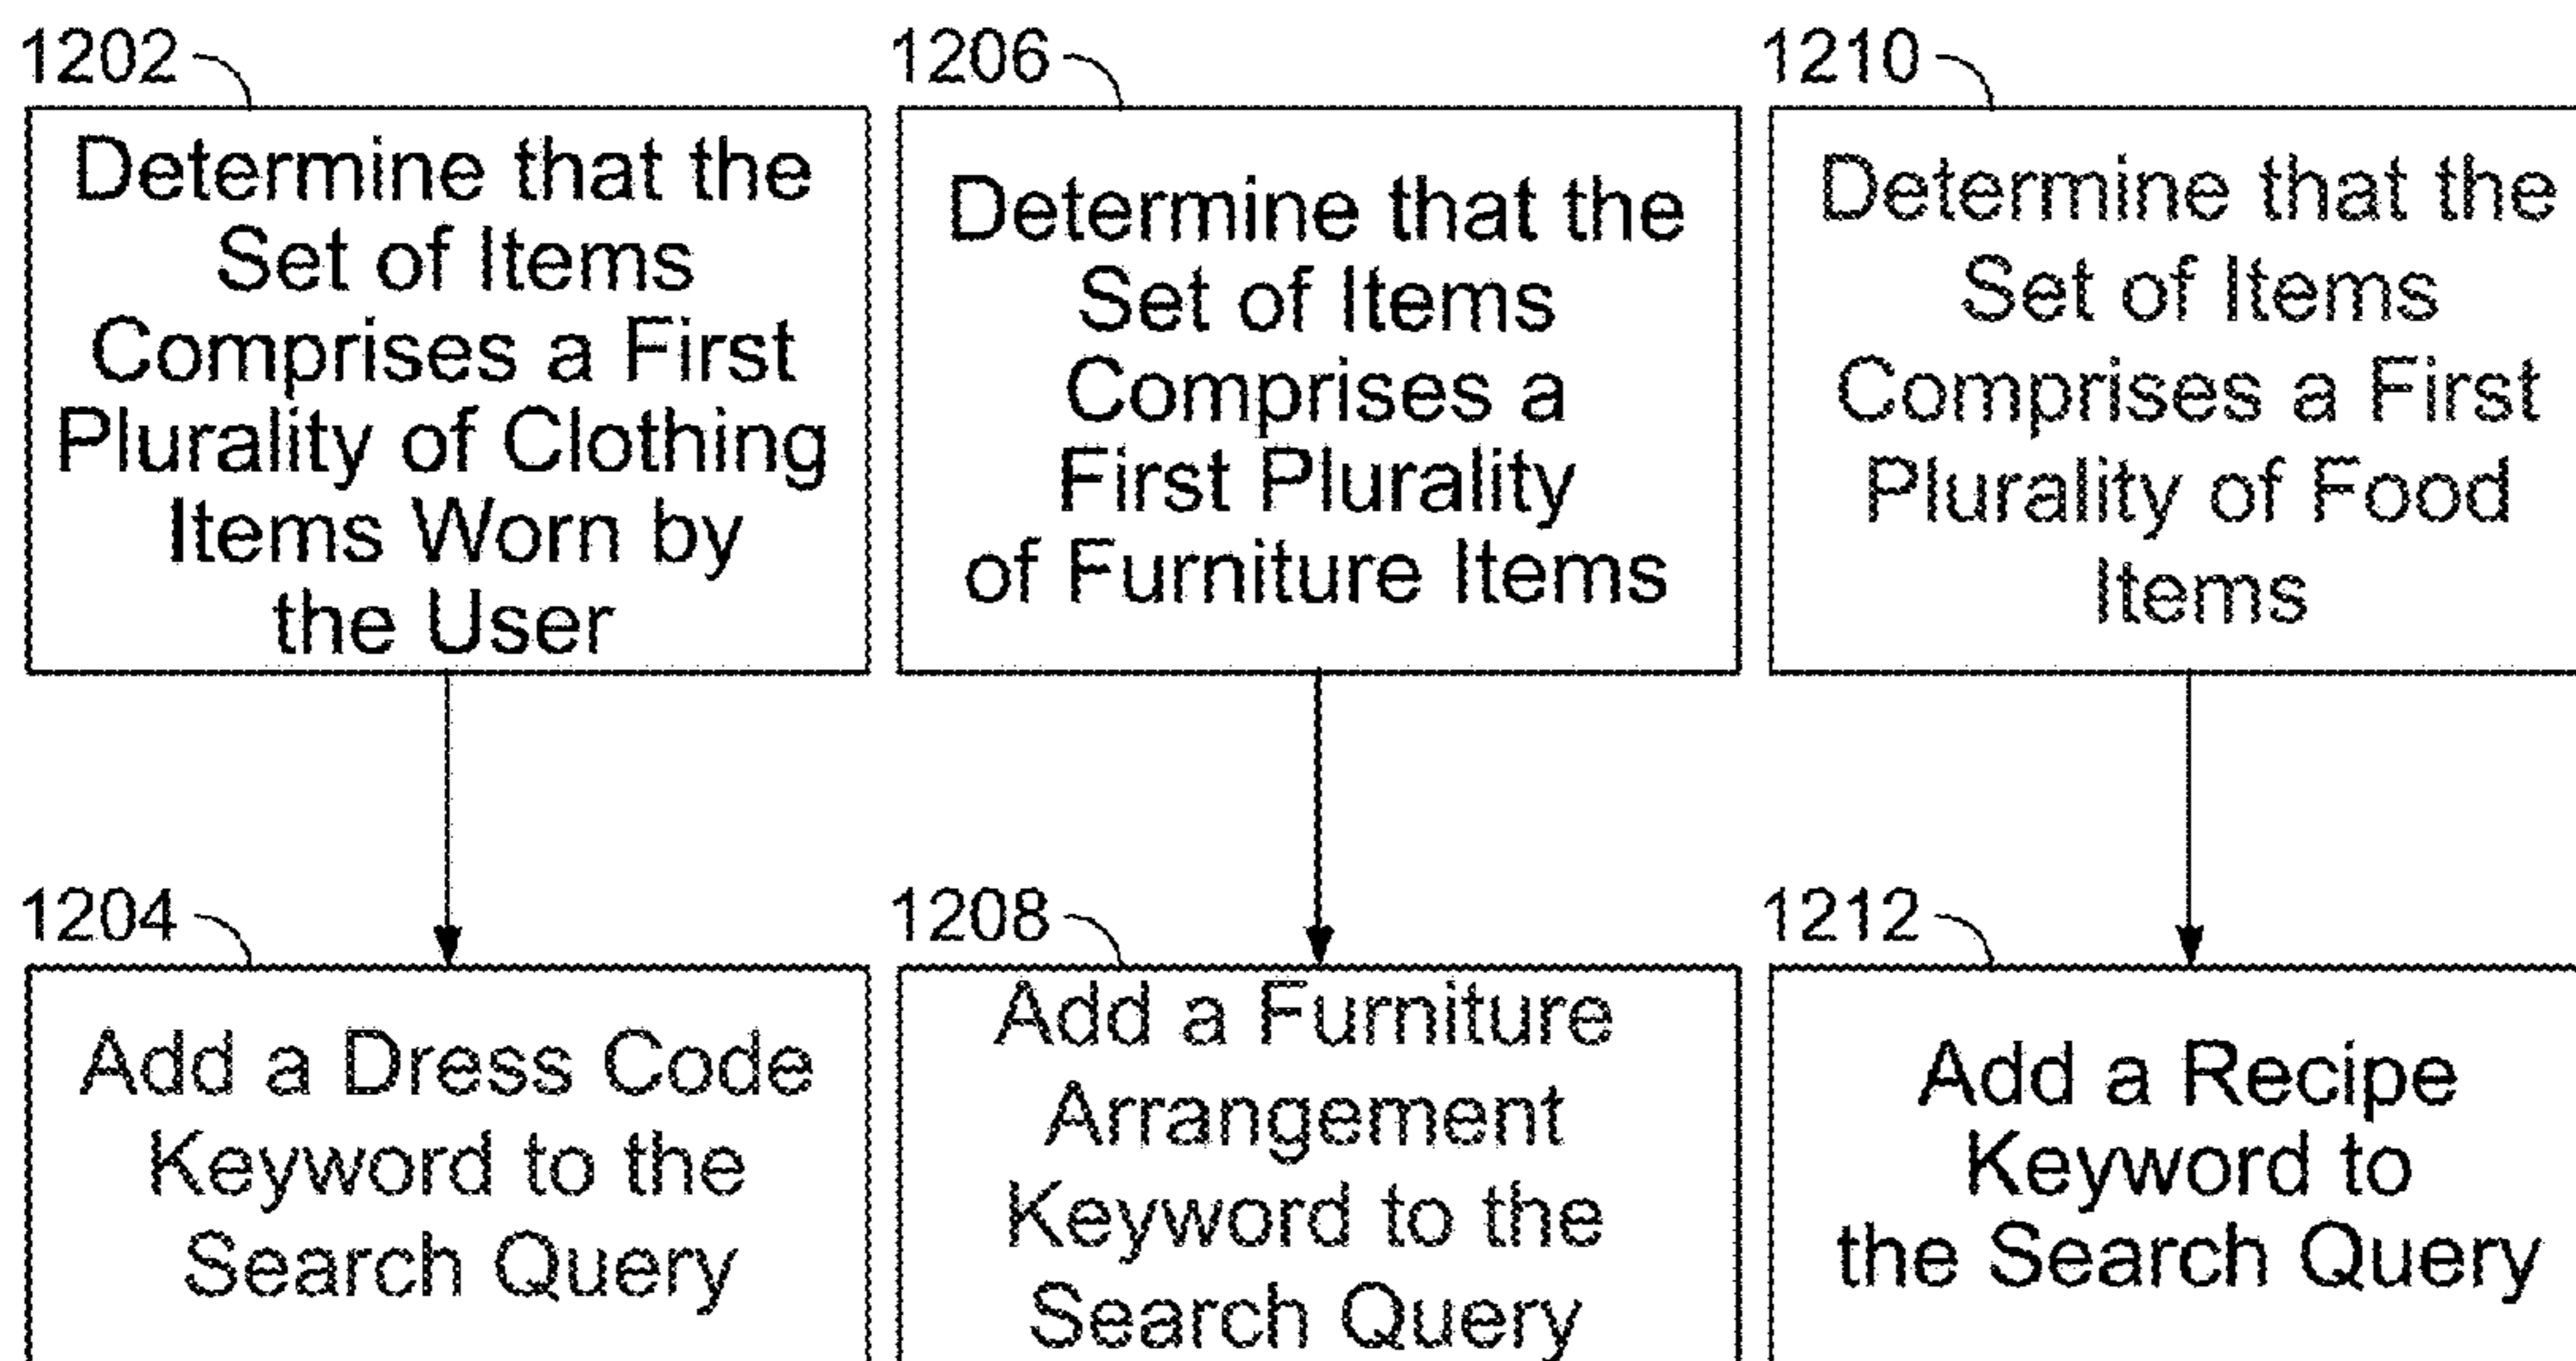 1202
Determine that the
Set of Items
Comprises a First
Plurality of Clothing
Items Worn by
the User
1206
Determine that the
Set of Items
Comprises a
First Plurality
of Furniture Items
1210
Determine that the
Set of Items
Comprises a First
Plurality of Food
Items
1204
Add a Dress Code
Keyword to the
Search Query
1208
Add a Furniture
Arrangement
Keyword to the
Search Query
1212
Add a Recipe
Keyword to
the Search Query